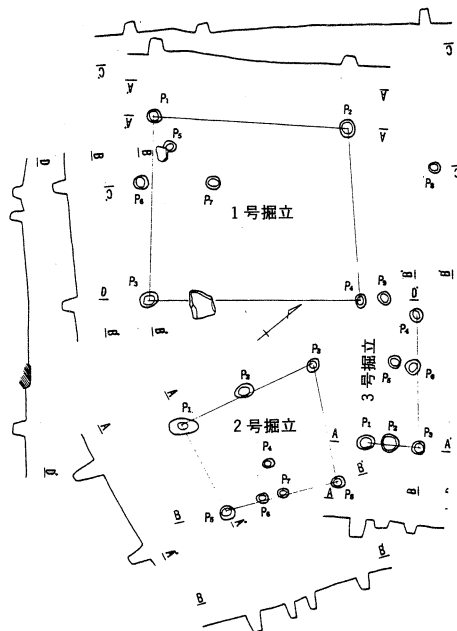 C C'
A' A
P₁ P₂
A' A
P₅
B B'
P₈
P₆ P₇
C' C
1号掘立
D P₃ P₄ P₉ D'
B' B
P₄
3号掘立
P₅ P₆
P₃
P₂
A'
P₁
2号掘立
P₁ P₂ P₃
A
A
P₄
A'
B'
P₇
P₆
A P₈
B P₅
A'
B
D
D'
A
A'
B
B'